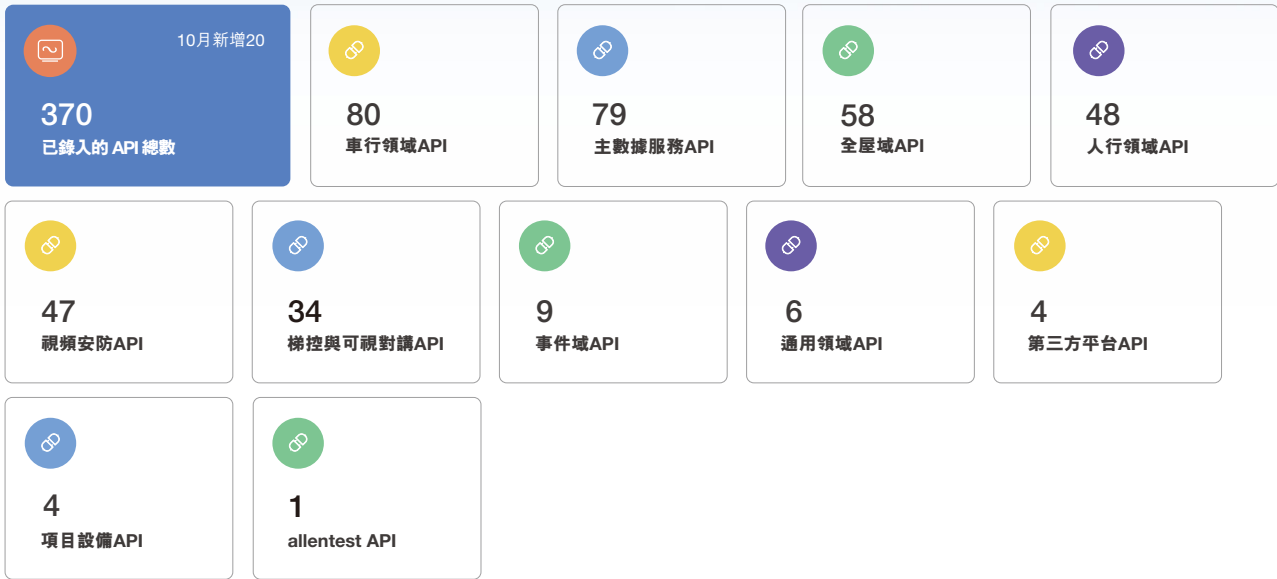 10月新增20
370
已錄入的 API 總數
80
車行領域API
79
主數據服務API
58
全屋域API
48
人行領域API
47
視頻安防API
34
梯控與可視對講API
9
事件域API
6
通用領域API
4
第三方平台API
4
項目設備API
1
allentest API